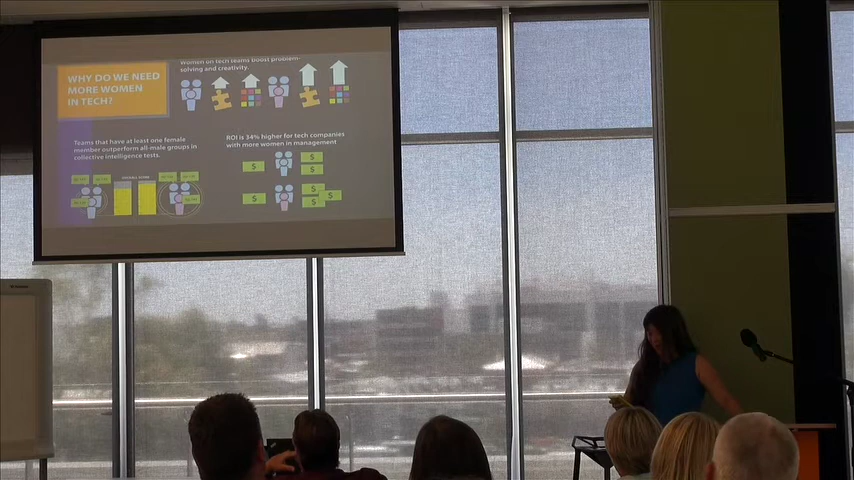 WHY DO WE NEED
MORE WOMEN
IN TECH?
Women on tech teams boost problem-
solving and creativity.
Teams that have at least one female
member outperform all-male groups in
collective intelligence tests.
ROI is 34% higher for tech companies
with more women in management
$ $
$
$ $
$ $